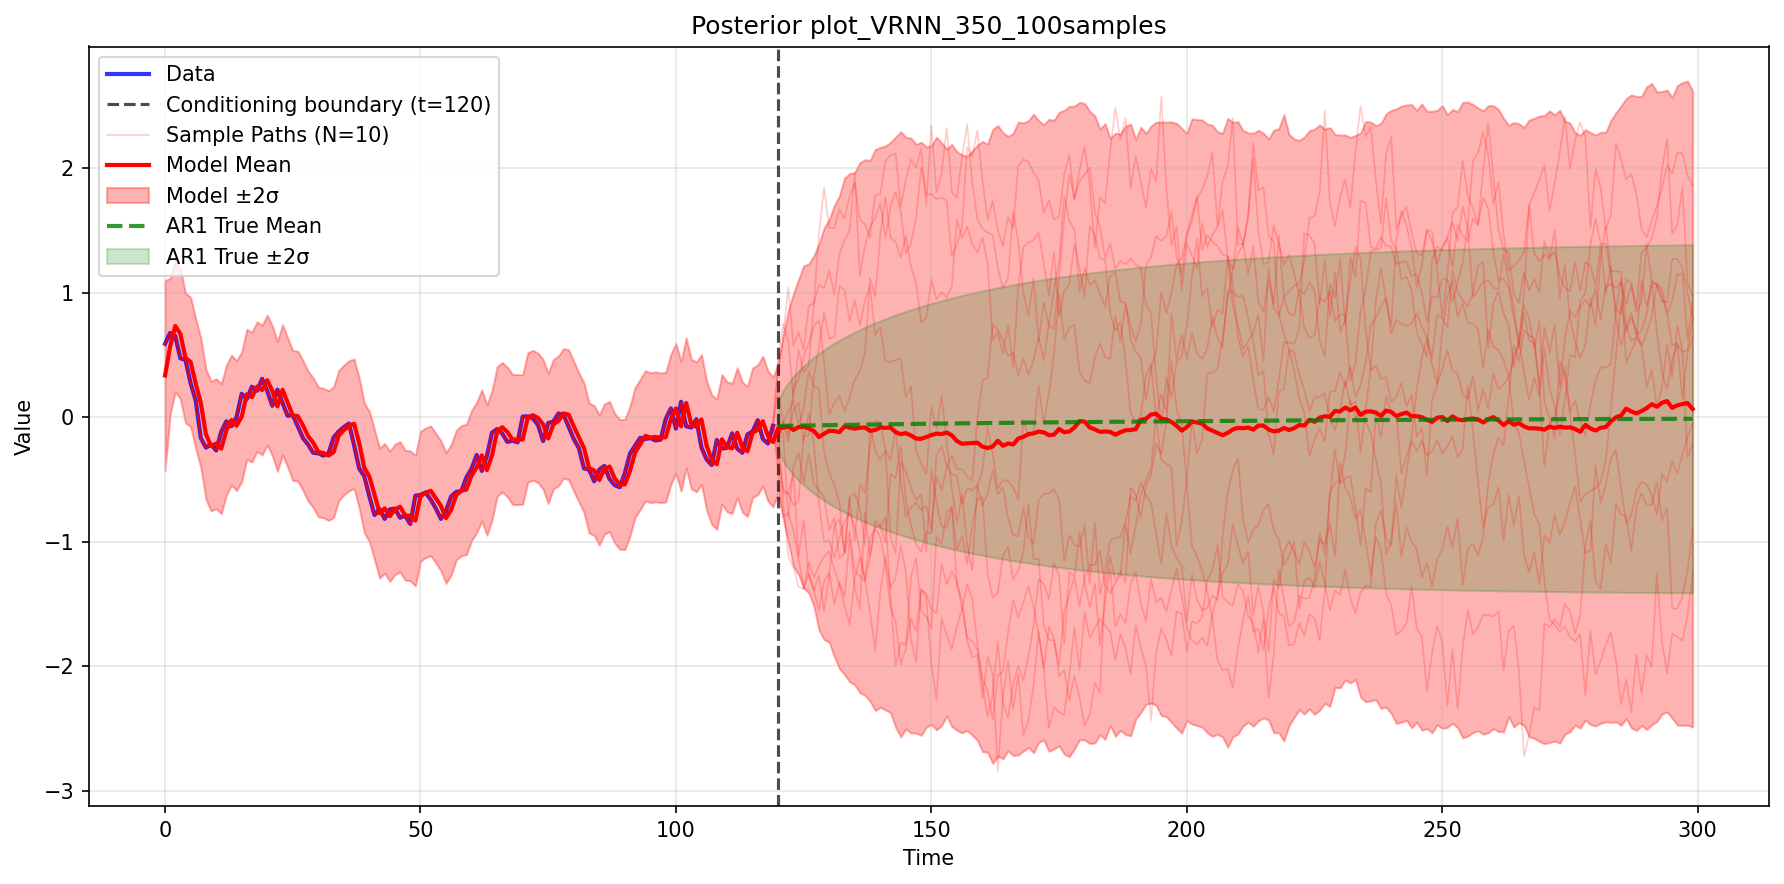 Posterior plot_VRNN_350_100samples
Data
Conditioning boundary (t=120)
Sample Paths (N=10)
Model Mean
Model ±2σ
AR1 True Mean
AR1 True ±2σ
Value
2
1
0
−1
−2
−3
0 50 100 150 200 250 300
Time